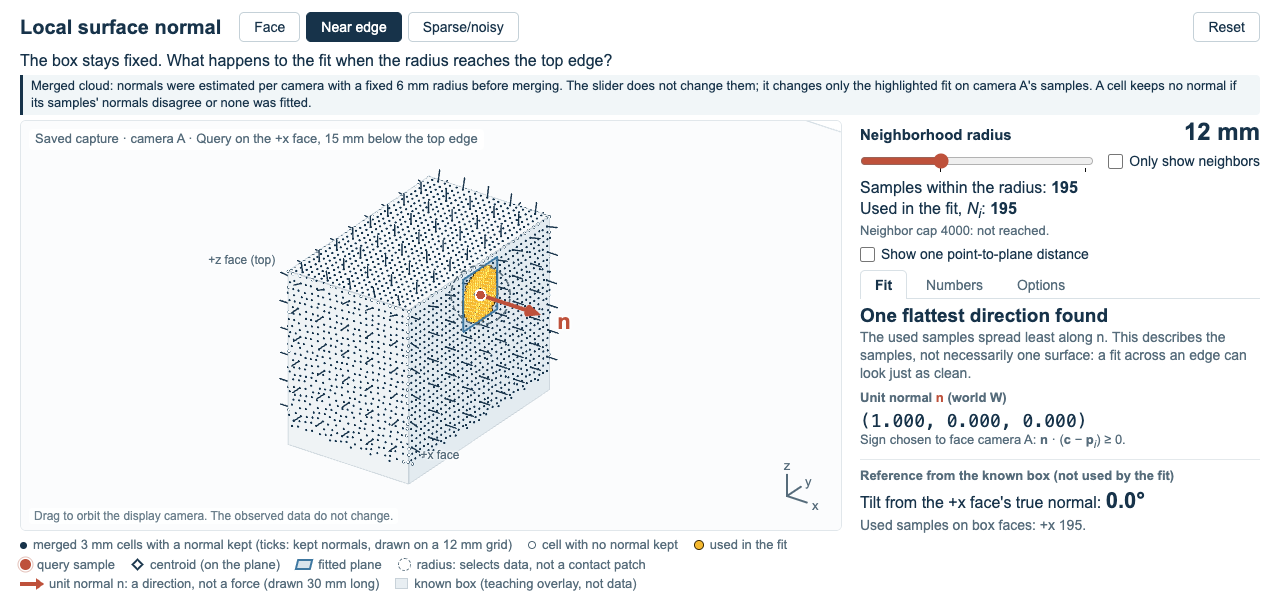 Local surface normal
Face
Near edge
Sparse/noisy
Reset
The box stays fixed. What happens to the fit when the radius reaches the top edge?
Merged cloud: normals were estimated per camera with a fixed 6 mm radius before merging. The slider does not change them; it changes only the highlighted fit on camera A's samples. A cell keeps no normal if
its samples' normals disagree or none was fitted.
Saved capture · camera A · Query on the +x face, 15 mm below the top edge
+z face (top)
n
+x face
z
y
x
Drag to orbit the display camera. The observed data do not change.
Neighborhood radius
12 mm
Only show neighbors
Samples within the radius: 195
Used in the fit, Nᵢ: 195
Neighbor cap 4000: not reached.
Show one point-to-plane distance
Fit
Numbers
Options
One flattest direction found
The used samples spread least along n. This describes the
samples, not necessarily one surface: a fit across an edge can
look just as clean.
Unit normal n (world W)
(1.000, 0.000, 0.000)
Sign chosen to face camera A: n · (c − pᵢ) ≥ 0.
Reference from the known box (not used by the fit)
Tilt from the +x face's true normal: 0.0°
Used samples on box faces: +x 195.
merged 3 mm cells with a normal kept (ticks: kept normals, drawn on a 12 mm grid)
cell with no normal kept
used in the fit
query sample
centroid (on the plane)
fitted plane
radius: selects data, not a contact patch
unit normal n: a direction, not a force (drawn 30 mm long)
known box (teaching overlay, not data)